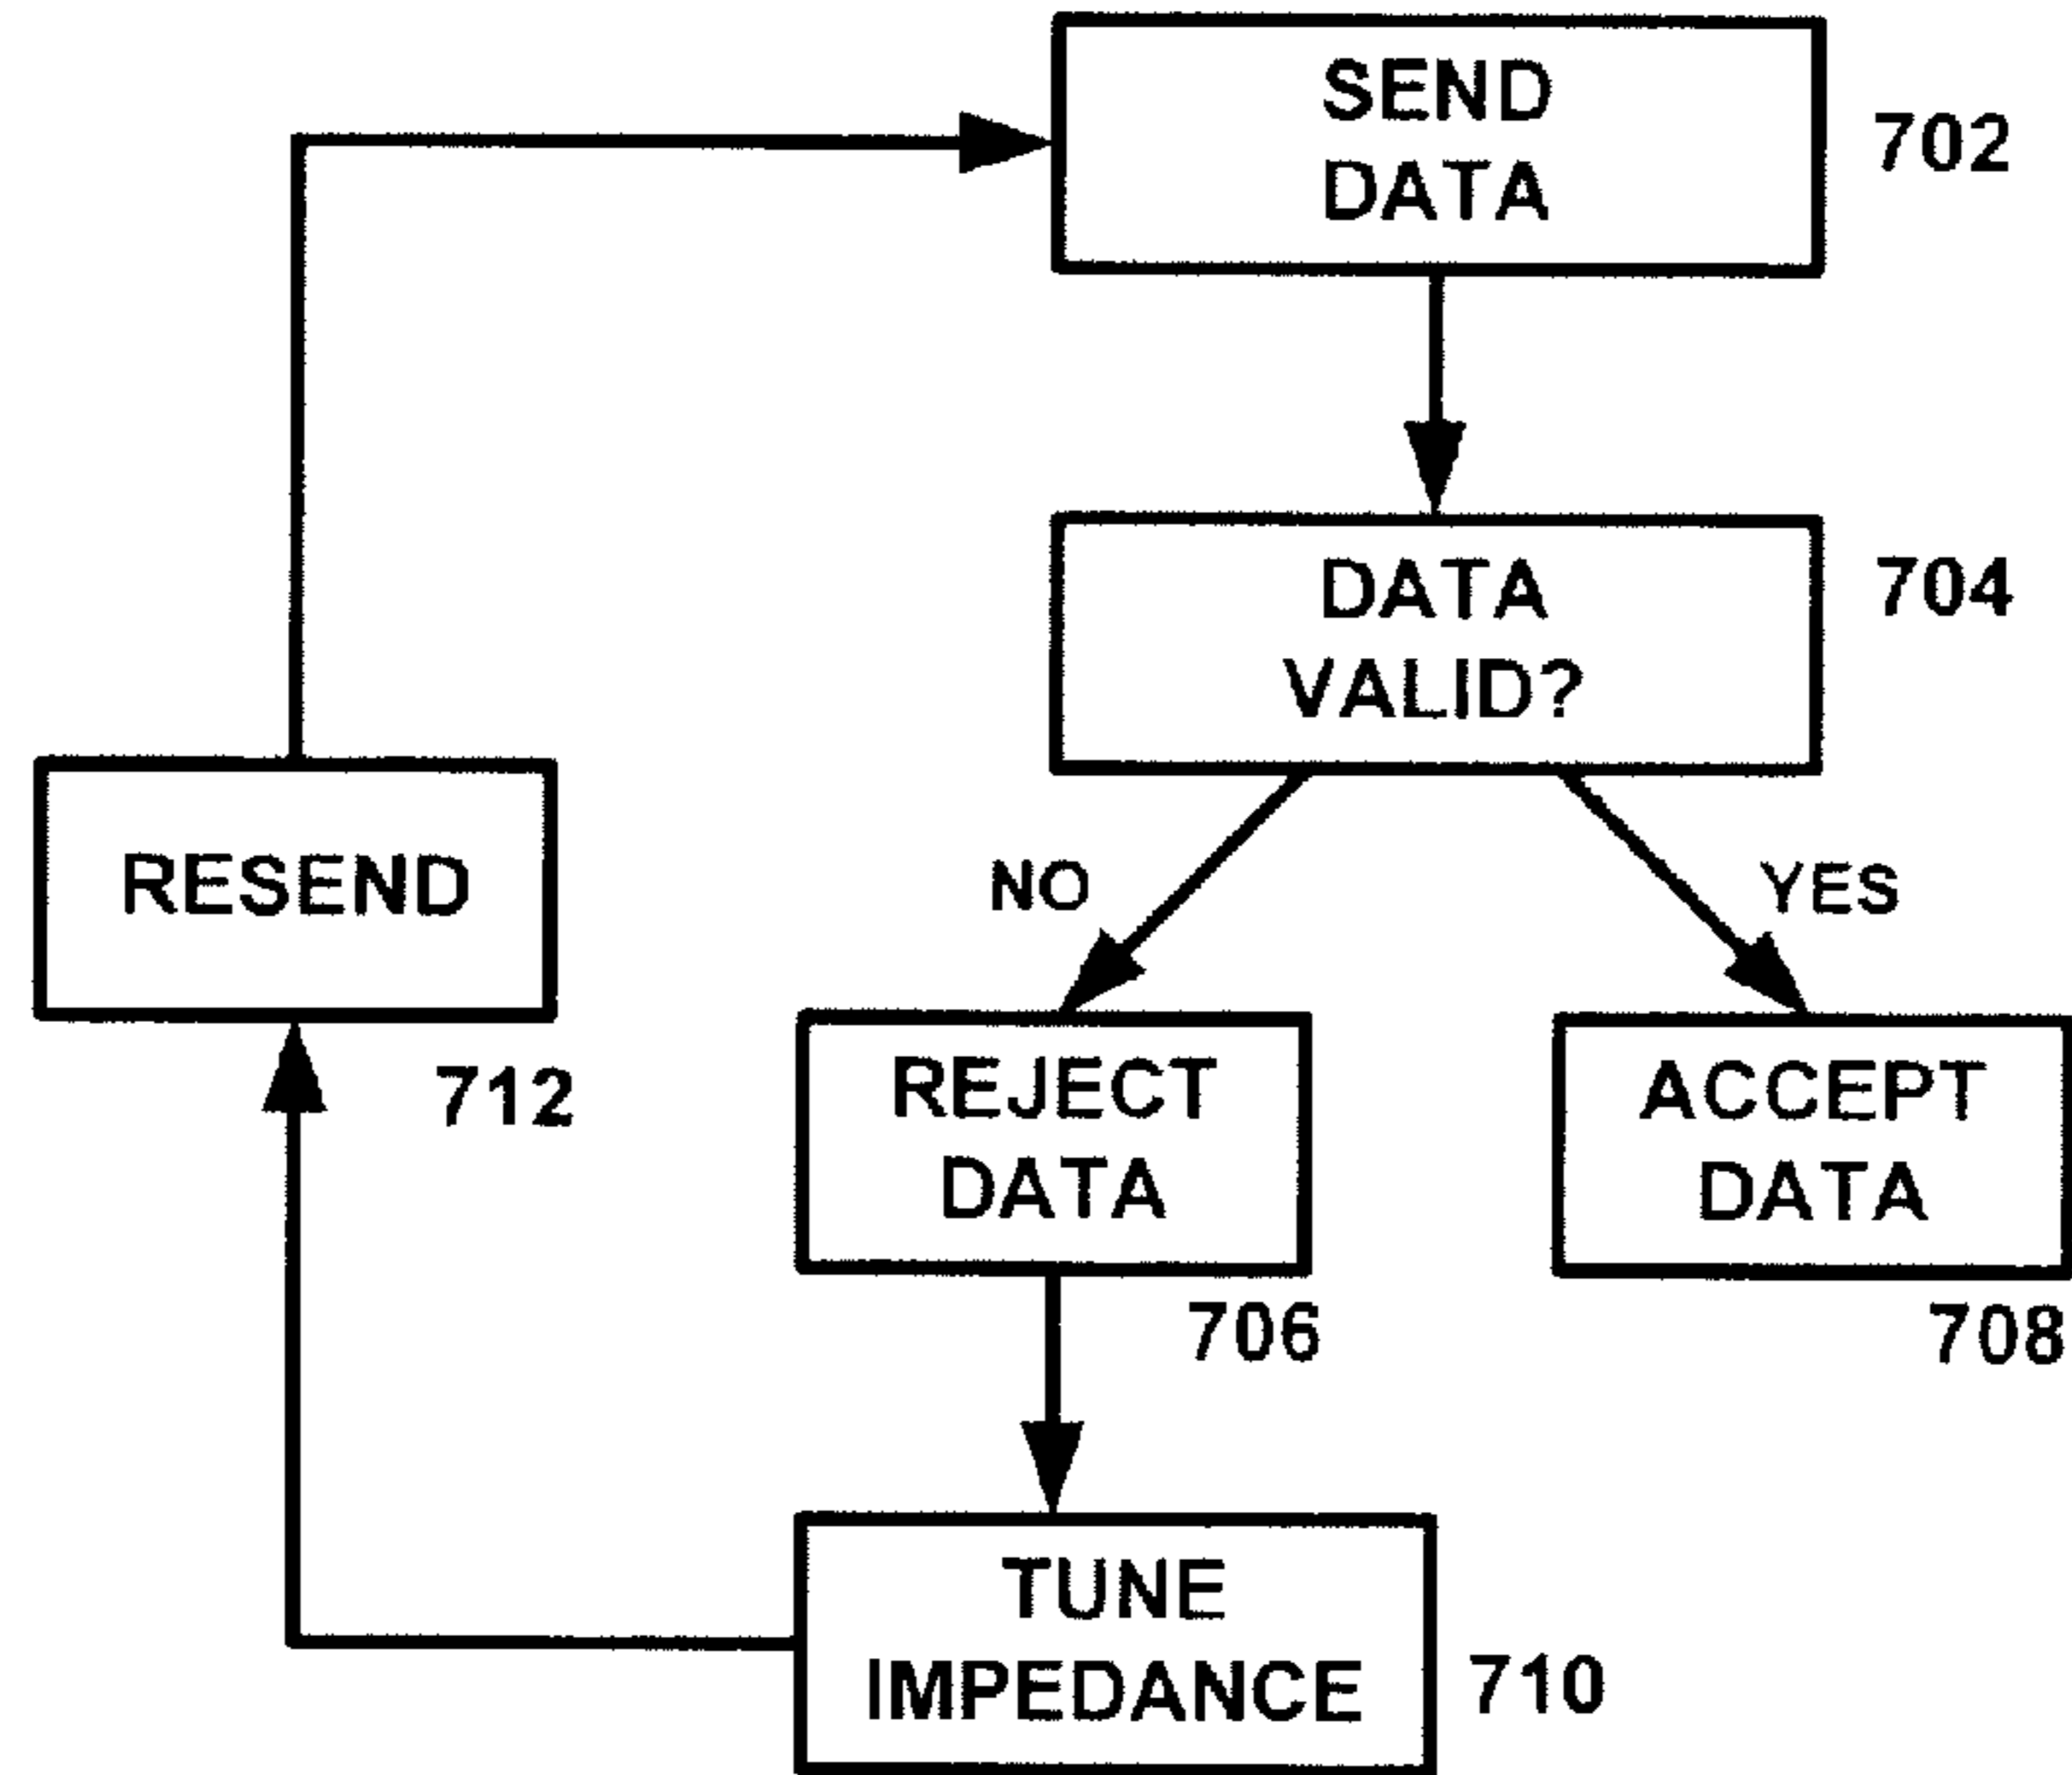 SEND
DATA
702
DATA
VALID?
704
NO
YES
RESEND
712
REJECT
DATA
706
ACCEPT
DATA
708
TUNE
IMPEDANCE
710